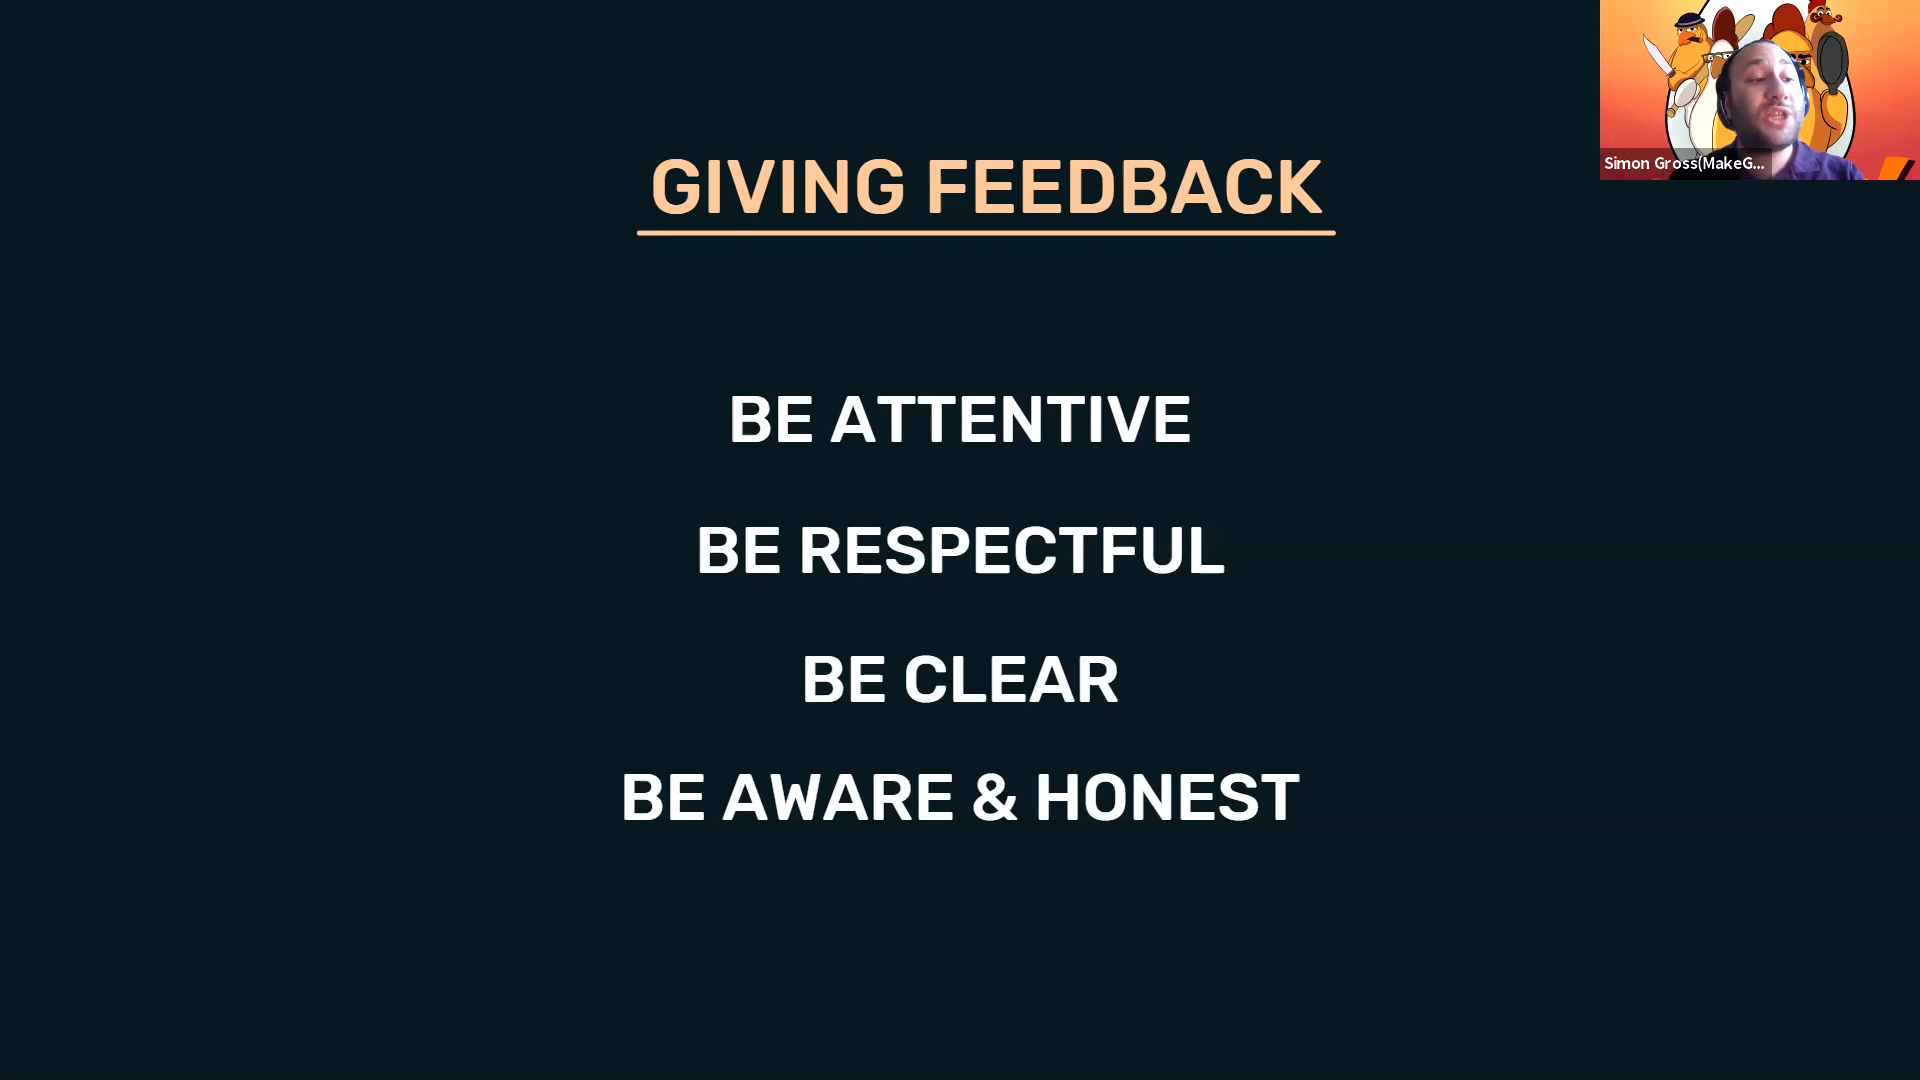 GIVING FEEDBACK
Simon Gross(MakeG...
BE ATTENTIVE
BE RESPECTFUL
BE CLEAR
BE AWARE & HONEST